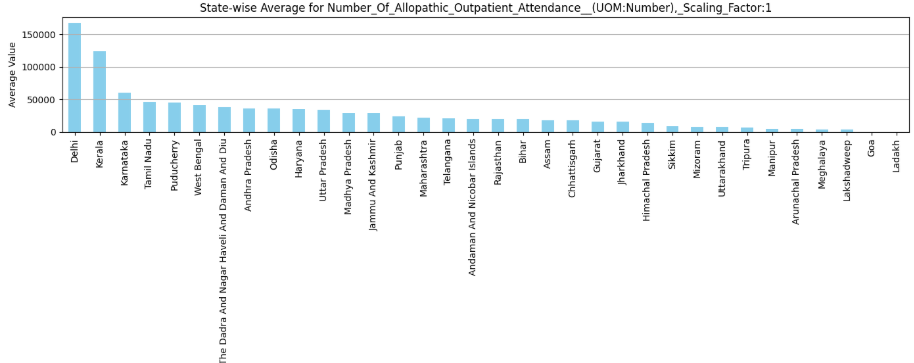 State-wise Average for Number_Of_Allopathic_Outpatient_Attendance__(UOM:Number),_Scaling_Factor:1
Average Value
150000
100000
50000
0
Delhi
Kerala
Karnataka
Tamil Nadu
Puducherry
West Bengal
The Dadra And Nagar Haveli And Daman And Diu
Andhra Pradesh
Odisha
Haryana
Uttar Pradesh
Madhya Pradesh
Jammu And Kashmir
Punjab
Maharashtra
Telangana
Andaman And Nicobar Islands
Rajasthan
Bihar
Assam
Chhattisgarh
Gujarat
Jharkhand
Himachal Pradesh
Sikkim
Mizoram
Uttarakhand
Tripura
Manipur
Arunachal Pradesh
Meghalaya
Lakshadweep
Goa
Ladakh